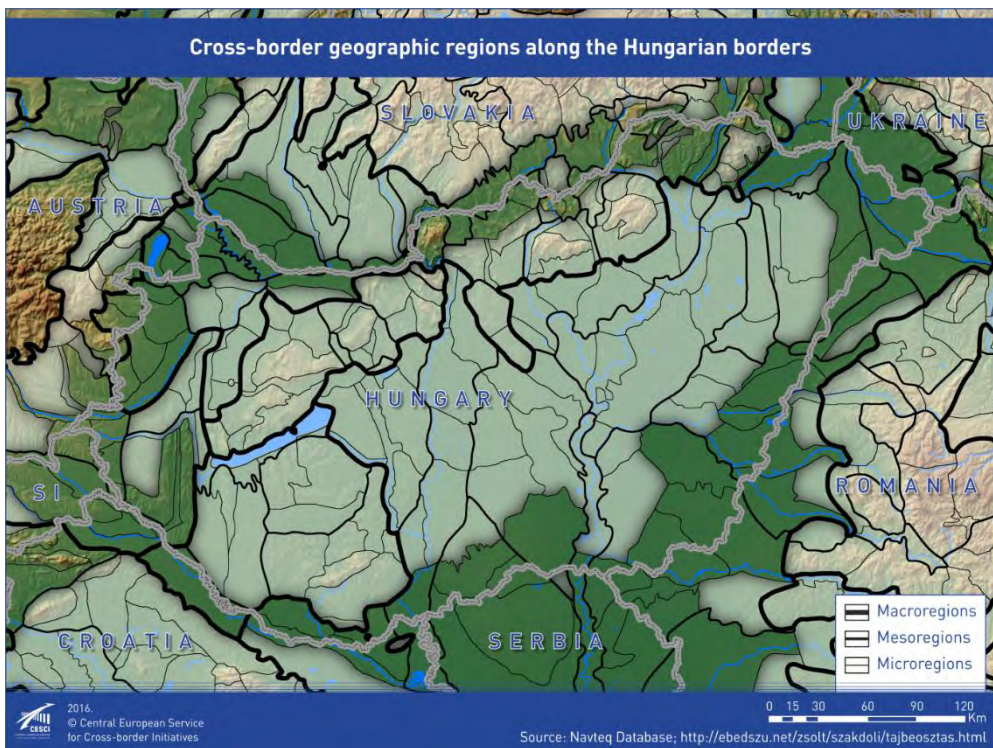 Cross-border geographic regions along the Hungarian borders
SLOVAKIA
UKRAINE
AUSTRIA
HUNGARY
SI
ROMANIA
CROATIA
SERBIA
Macroregions
Mesoregions
Microregions
0 15 30 60 90 120
Km
CESCI
2016.
© Central European Service
for Cross-border Initiatives
Source: Navteq Database; http://ebedszu.net/zsolt/szakdoli/tajbeosztas.html